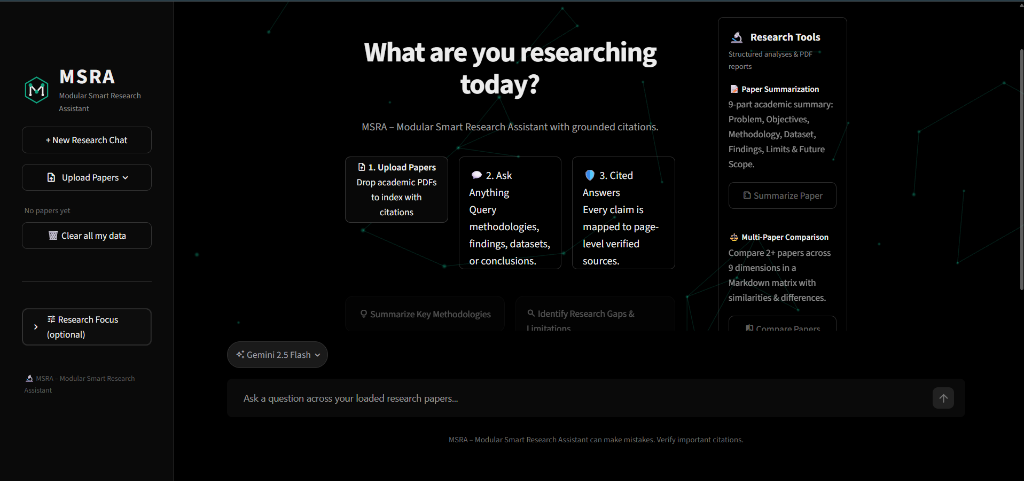 MSRA
Modular Smart Research
Assistant
+ New Research Chat
Upload Papers
No papers yet
Clear all my data
Research Focus
(optional)
MSRA - Modular Smart Research
Assistant
What are you researching
today?
MSRA – Modular Smart Research Assistant with grounded citations.
1. Upload Papers
Drop academic PDFs
to index with
citations
2. Ask
Anything
Query
methodologies,
findings, datasets,
or conclusions.
3. Cited
Answers
Every claim is
mapped to page-
level verified
sources.
Summarize Key Methodologies
Identify Research Gaps &
Limitations
Research Tools
Structured analyses & PDF
reports
Paper Summarization
9-part academic summary:
Problem, Objectives,
Methodology, Dataset,
Findings, Limits & Future
Scope.
Summarize Paper
Multi-Paper Comparison
Compare 2+ papers across
9 dimensions in a
Markdown matrix with
similarities & differences.
Compare Papers
Gemini 2.5 Flash
Ask a question across your loaded research papers...
MSRA – Modular Smart Research Assistant can make mistakes. Verify important citations.